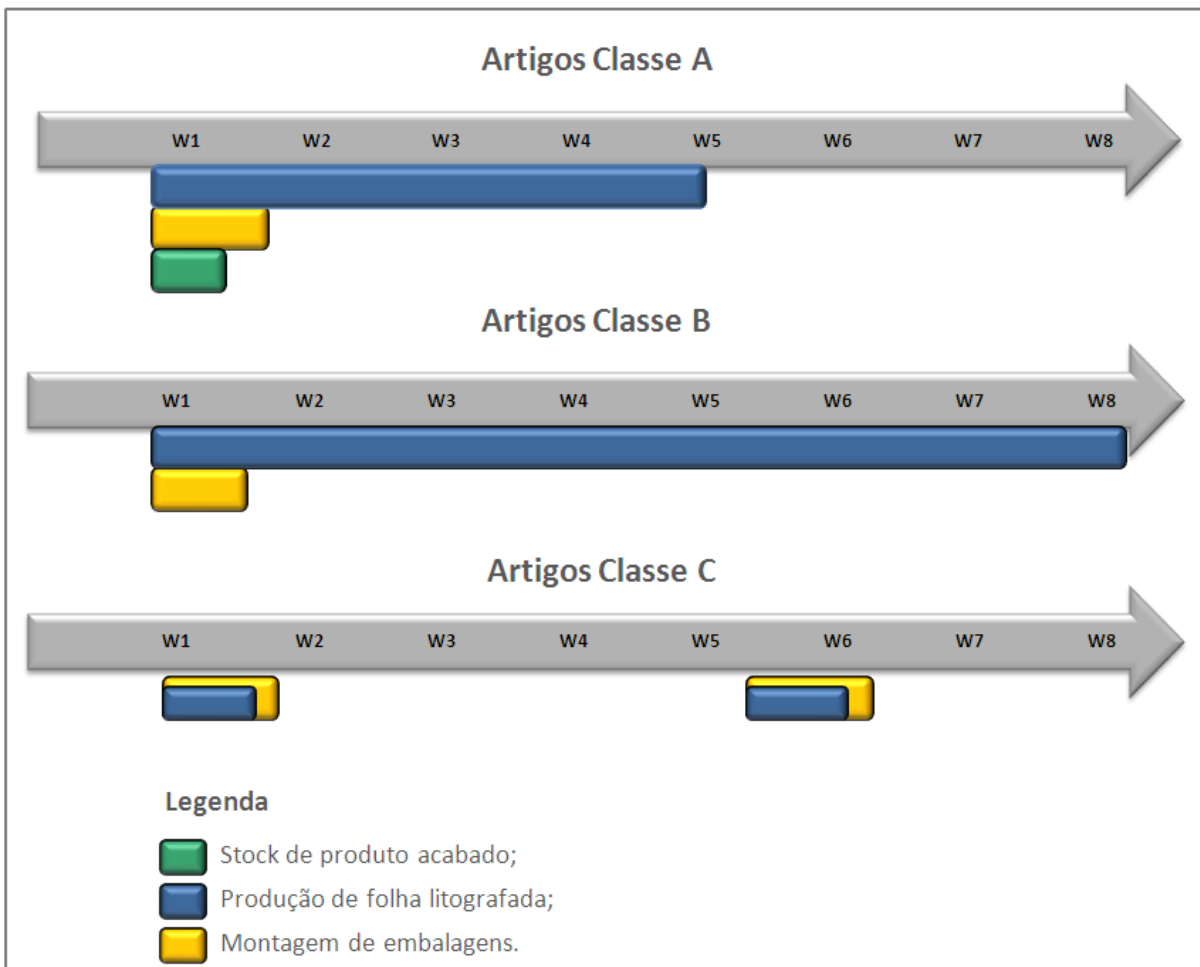 Artigos Classe A
W1 W2 W3 W4 W5 W6 W7 W8
Artigos Classe B
W1 W2 W3 W4 W5 W6 W7 W8
Artigos Classe C
W1 W2 W3 W4 W5 W6 W7 W8
Legenda
Stock de produto acabado;
Produção de folha litografada;
Montagem de embalagens.